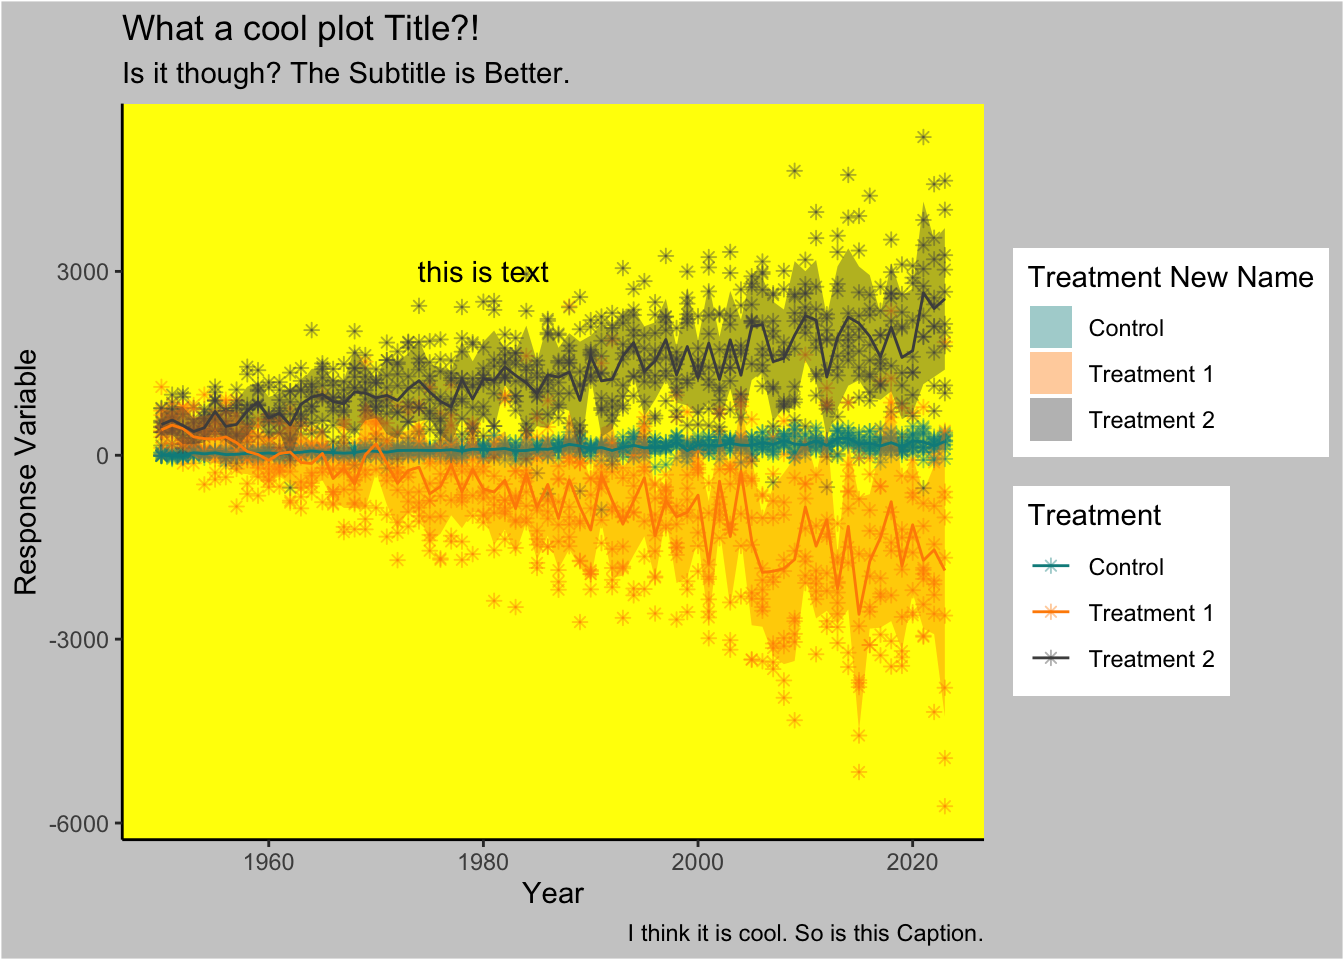 What a cool plot Title?!
Is it though? The Subtitle is Better.
this is text
3000
0
-3000
-6000
Response Variable
1960 1980 2000 2020
Year
I think it is cool. So is this Caption.
Treatment New Name
Control
Treatment 1
Treatment 2
Treatment
Control
Treatment 1
Treatment 2